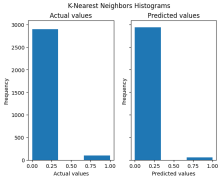 K-Nearest Neighbors Histograms
Actual values
Predicted values
3000
2500
2000
1500
1000
500
0
Frequency
Frequency
0.00 0.25 0.50 0.75 1.00
0.00 0.25 0.50 0.75 1.00
Actual values
Predicted values